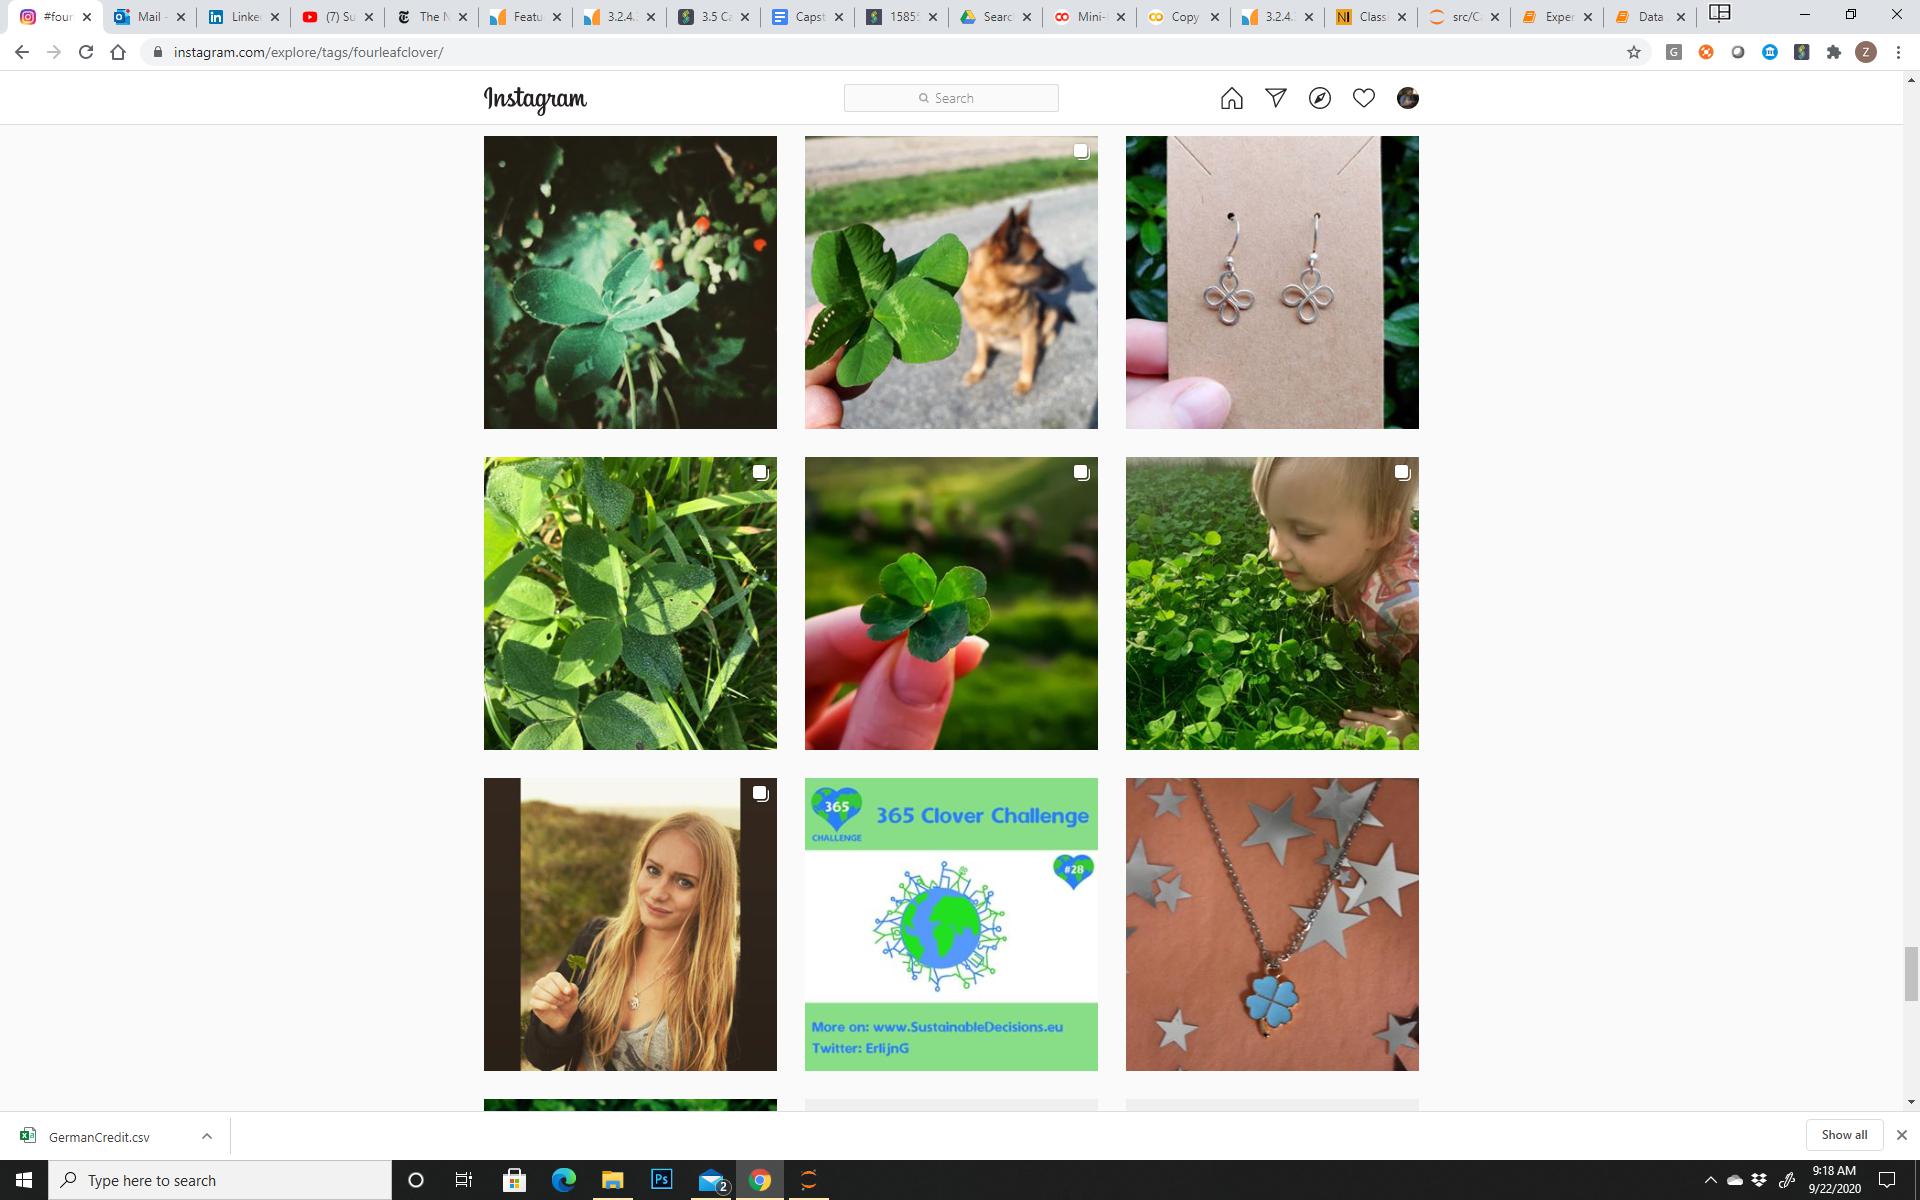 #four
Mail -
Linke
(7) Su
The N
Featu
3.2.4.
3.5 Ca
Capst
1585
Searc
Mini-
Copy
3.2.4.
Classi
src/C
Exper
Data
instagram.com/explore/tags/fourleafclover/
Instagram
Search
365
CHALLENGE
365 Clover Challenge
#28
More on: www.SustainableDecisions.eu
Twitter: ErlijnG
GermanCredit.csv
Show all
Type here to search
Ps
2
9:18 AM
9/22/2020